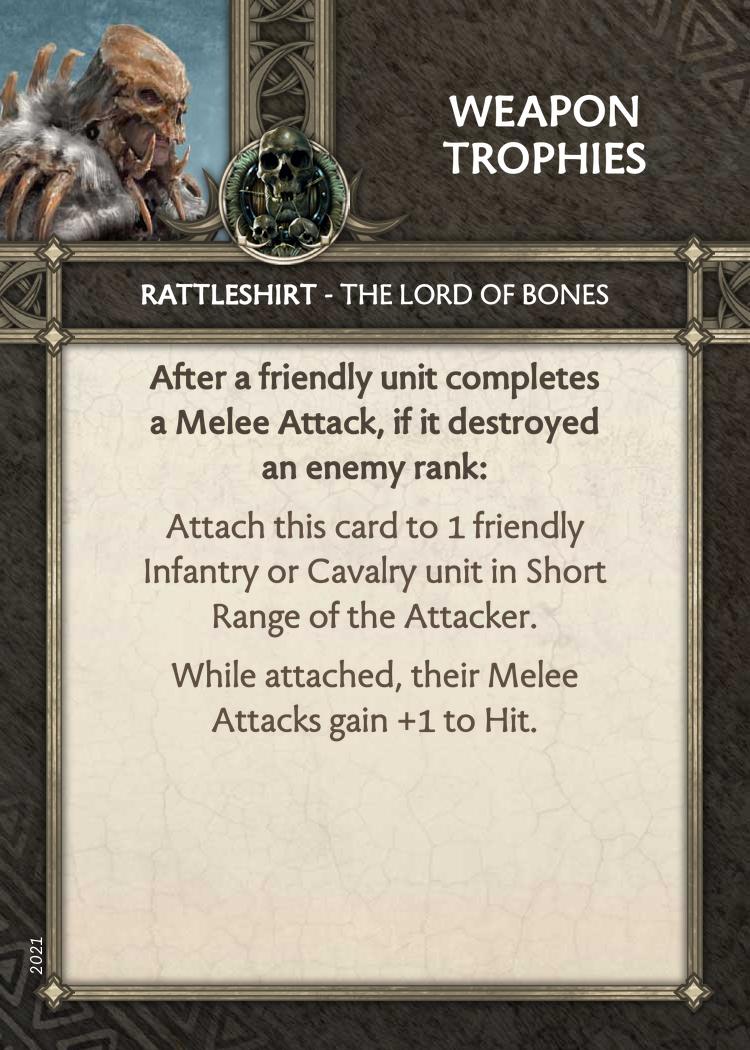 WEAPON
TROPHIES
RATTLESHIRT - THE LORD OF BONES
After a friendly unit completes
a Melee Attack, if it destroyed
an enemy rank:
Attach this card to 1 friendly
Infantry or Cavalry unit in Short
Range of the Attacker.
While attached, their Melee
Attacks gain +1 to Hit.
2021